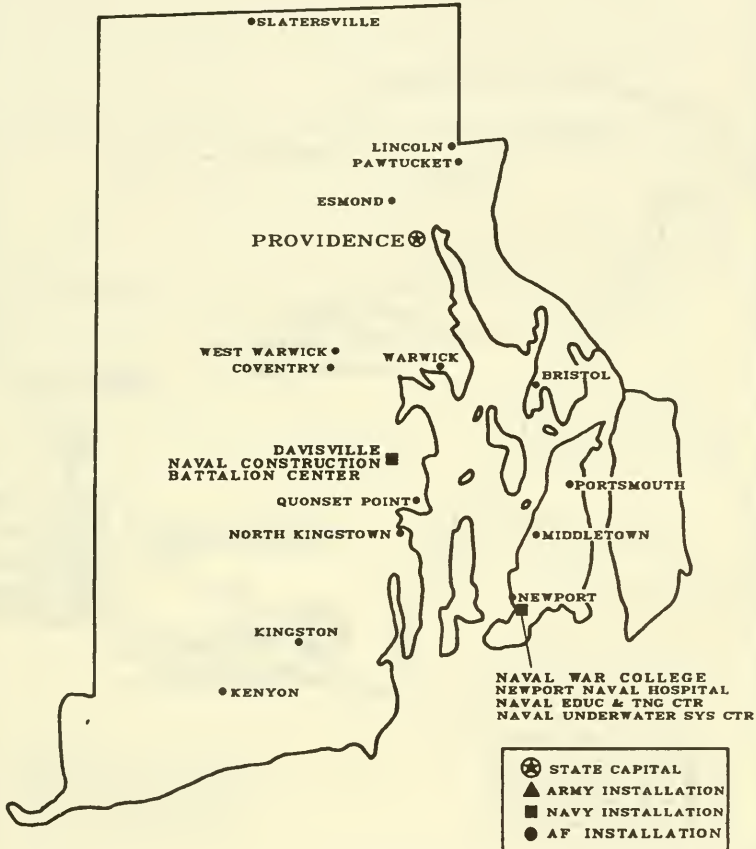 SLATERSVILLE
LINCOLN
PAWTUCKET
ESMOND
PROVIDENCE
WEST WARWICK
COVENTRY
WARWICK
BRISTOL
DAVISVILLE
NAVAL CONSTRUCTION
BATTALION CENTER
QUONSET POINT
PORTSMOUTH
NORTH KINGSTOWN
MIDDLETOWN
NEWPORT
KINGSTON
KENYON
NAVAL WAR COLLEGE
NEWPORT NAVAL HOSPITAL
NAVAL EDUC & TNG CTR
NAVAL UNDERWATER SYS CTR
STATE CAPITAL
ARMY INSTALLATION
NAVY INSTALLATION
AF INSTALLATION